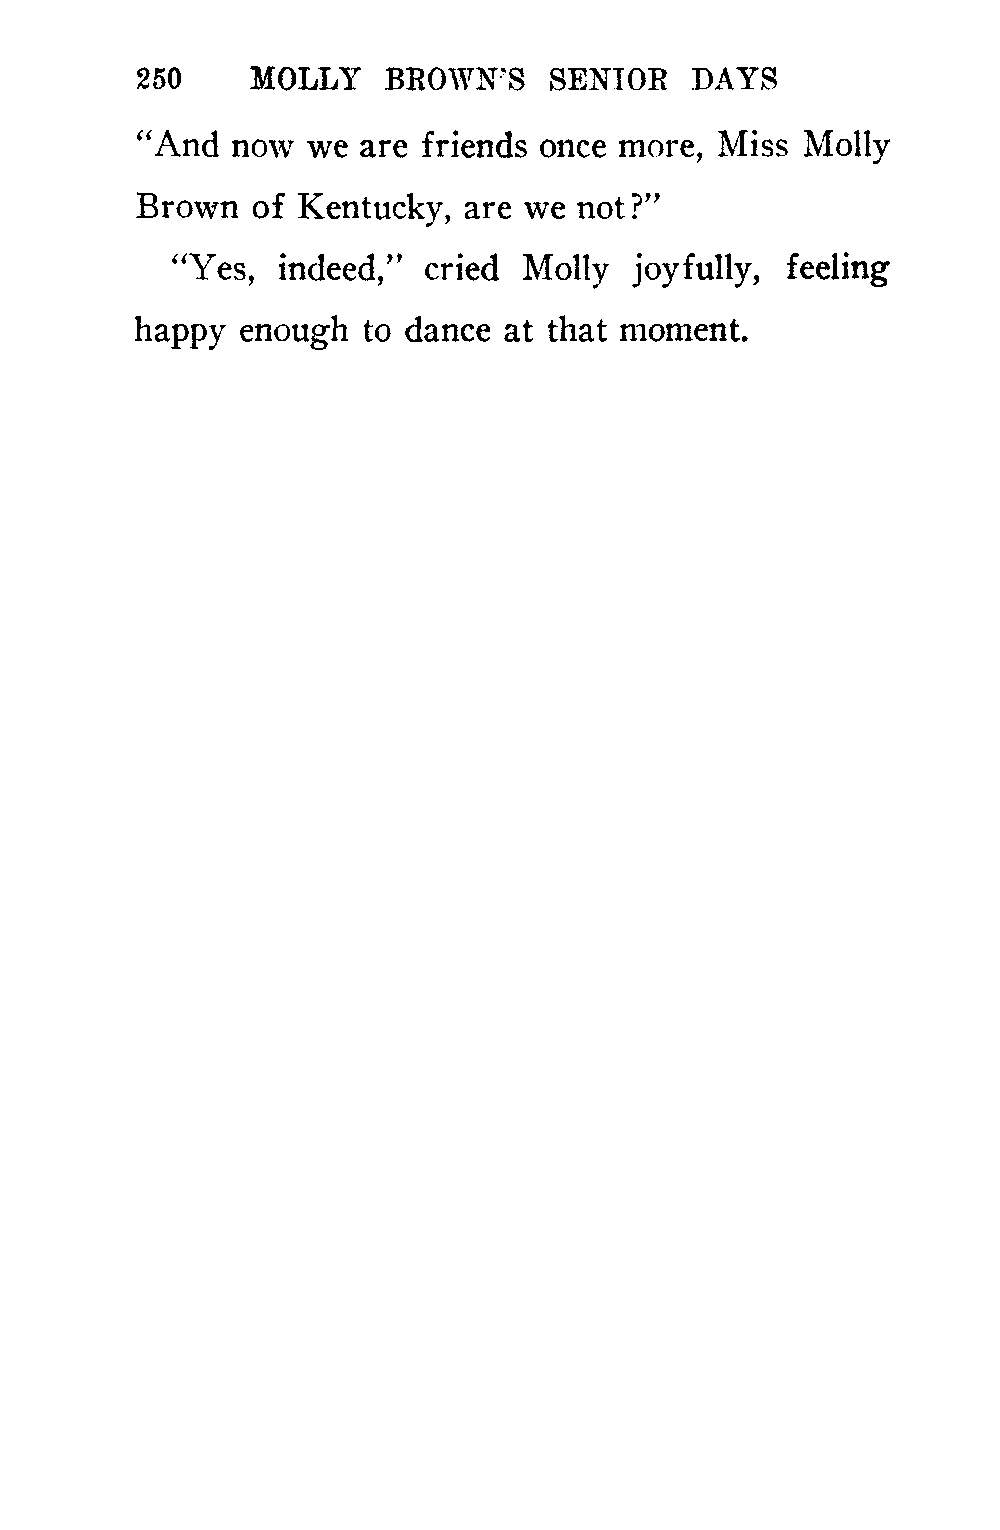 250 MOLLY BROWN'S SENIOR DAYS
“And now we are friends once more, Miss Molly
Brown of Kentucky, are we not?”
“Yes, indeed,” cried Molly joyfully, feeling
happy enough to dance at that moment.